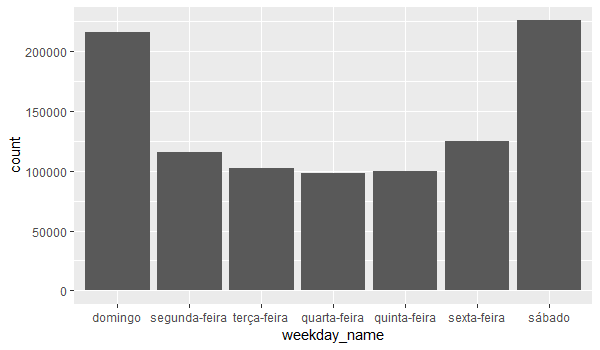 200000
150000
100000
50000
0
count
domingo segunda-feira terça-feira quarta-feira quinta-feira sexta-feira sábado
weekday_name